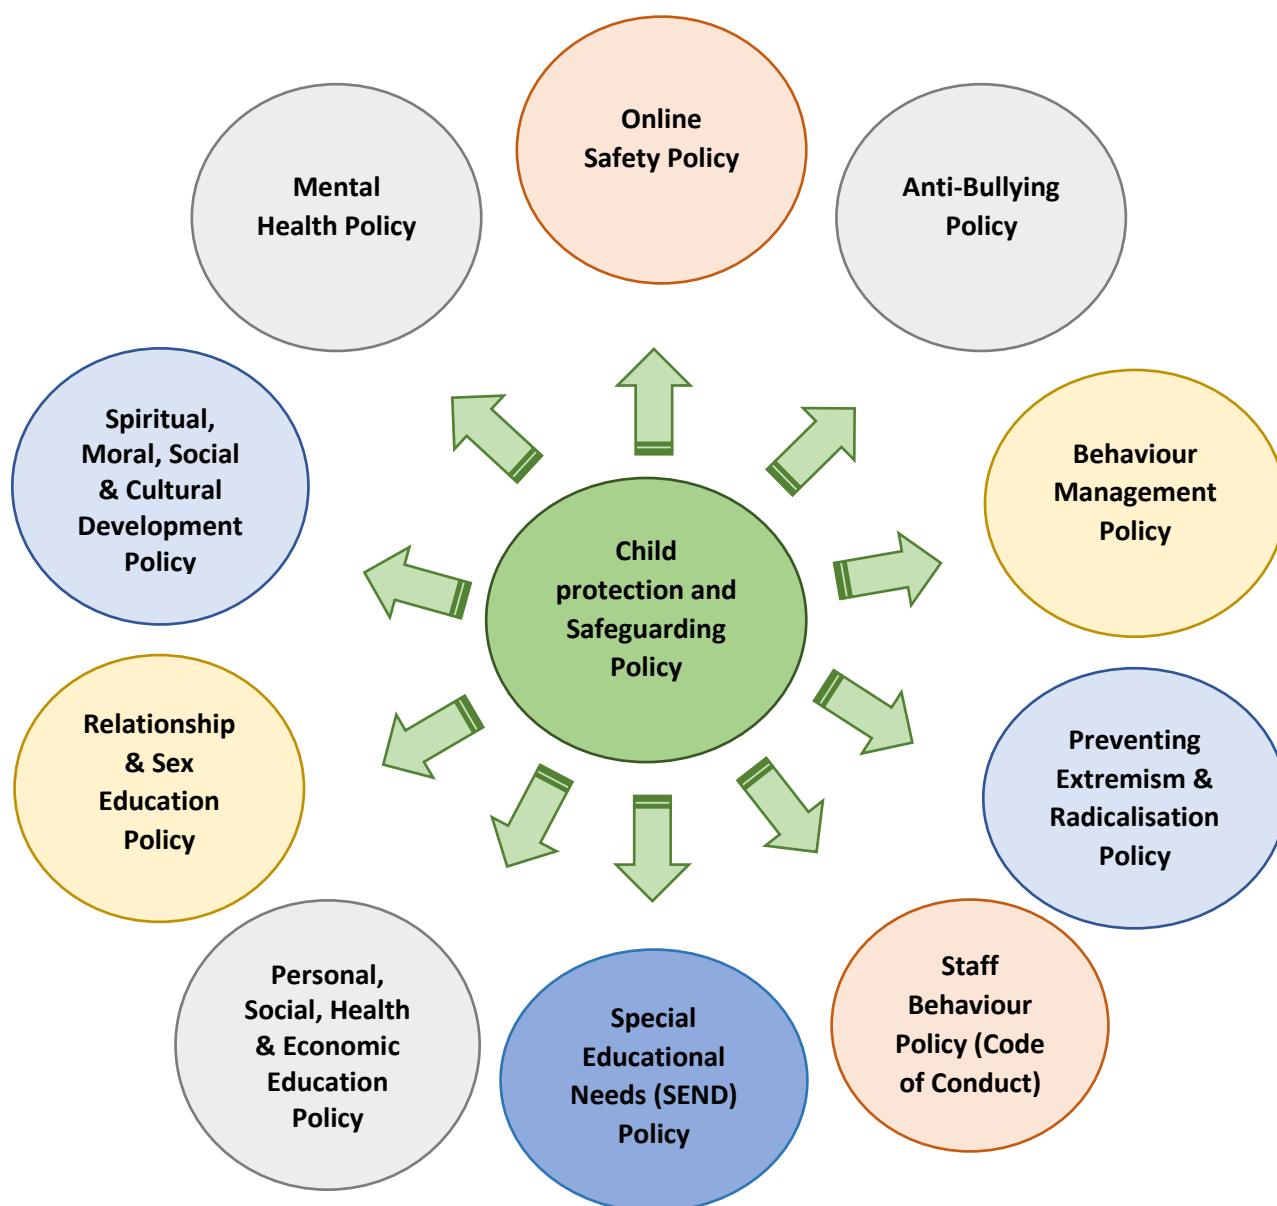 Online
Safety Policy
Mental
Health Policy
Anti-Bullying
Policy
Spiritual,
Moral, Social
& Cultural
Development
Policy
Behaviour
Management
Policy
Child
protection and
Safeguarding
Policy
Relationship
& Sex
Education
Policy
Preventing
Extremism &
Radicalisation
Policy
Personal,
Social, Health
& Economic
Education
Policy
Special
Educational
Needs (SEND)
Policy
Staff
Behaviour
Policy (Code
of Conduct)